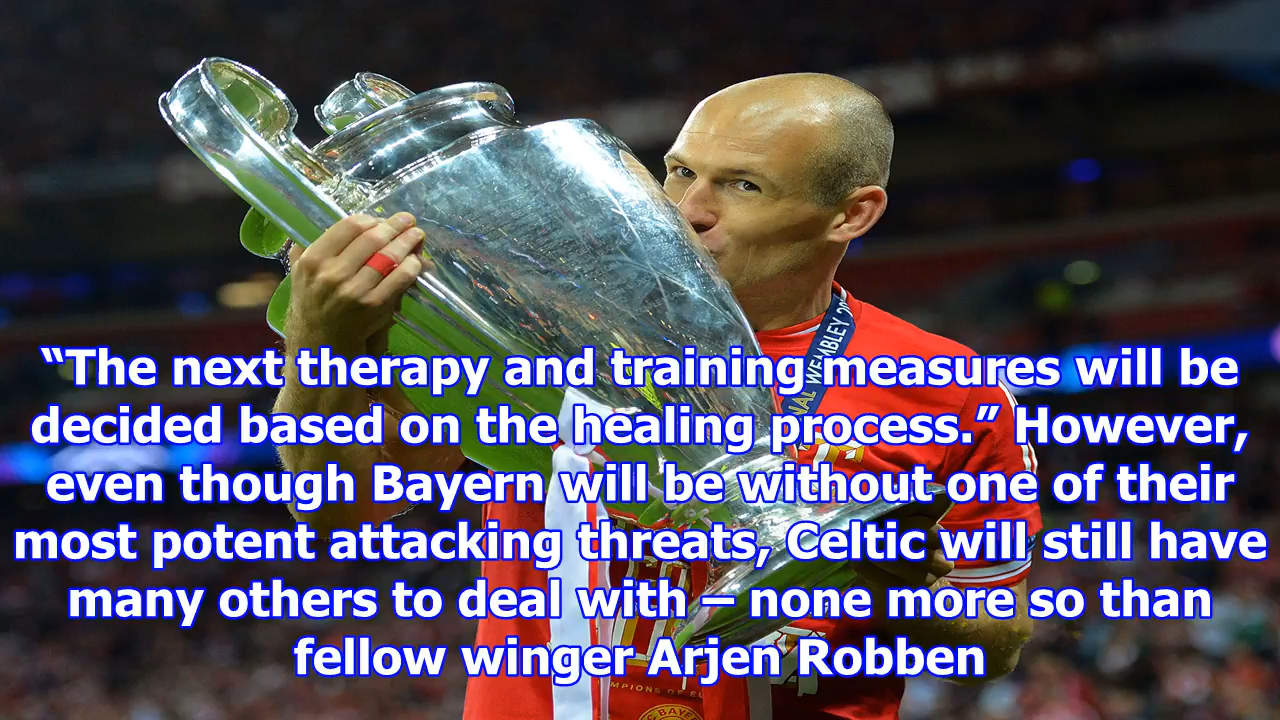 “The next therapy and training measures will be
decided based on the healing process.” However,
even though Bayern will be without one of their
most potent attacking threats, Celtic will still have
many others to deal with – none more so than
fellow winger Arjen Robben
WEMBLEY